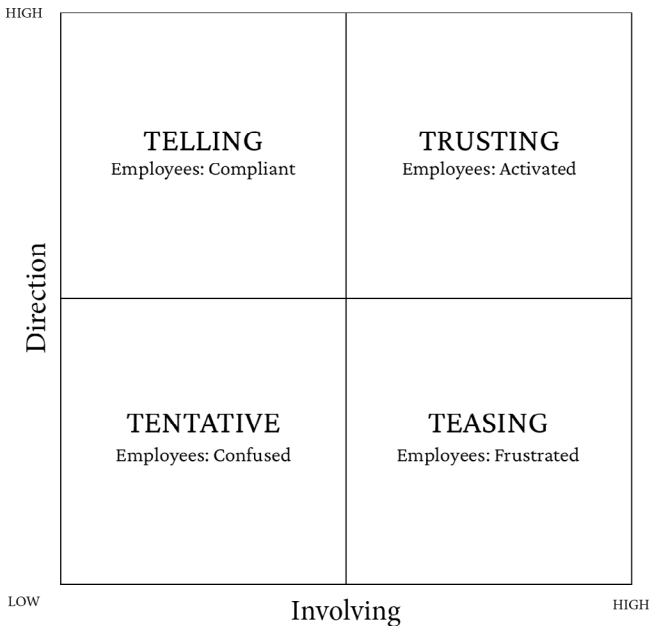 HIGH
TELLING
Employees: Compliant
TRUSTING
Employees: Activated
Direction
TENTATIVE
Employees: Confused
TEASING
Employees: Frustrated
LOW
Involving
HIGH